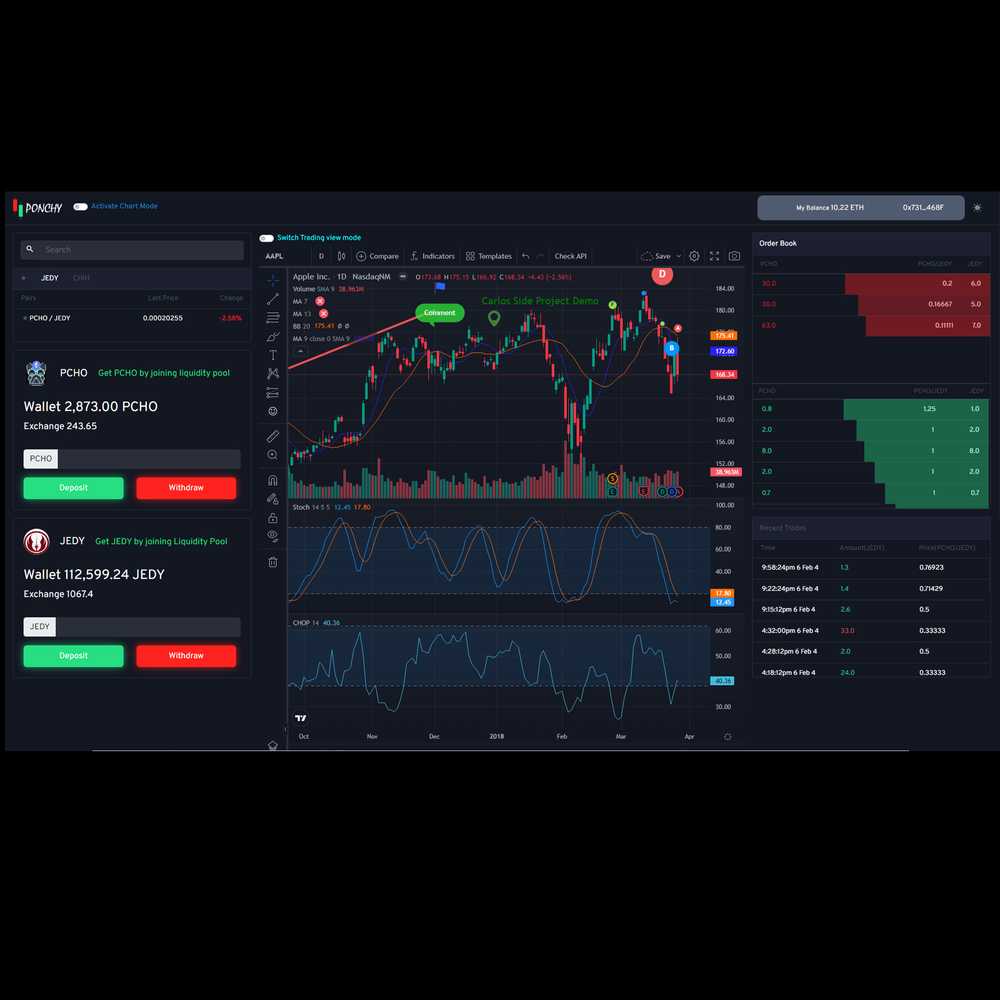 PONCHY
Activate Chart Mode
My Balance 10,22 ETH 0x731...468F
Search
JEDY CHIH
Pairs Last Price Change
PCHO / JEDY 0.00020255 -2.58%
PCHO Get PCHO by joining liquidity pool
Wallet 2,873.00 PCHO
Exchange 243.65
PCHO
Deposit Withdraw
JEDY Get JEDY by joining Liquidity Pool
Wallet 112,599.24 JEDY
Exchange 1067.4
JEDY
Deposit Withdraw
Switch Trading view mode
AAPL D Compare Indicators Templates Check API Save
Apple Inc. · 1D · NasdaqNM O173.68 H175.15 L166.92 C168.34 -4.43 (-2.56%)
Volume SMA 9 38.961M
MA 7
MA 13
BB 20 175.41 0 0
MA 9 close 0 SMA 9
Comment
Carlos Side Project Demo
D
F
A
B
S
E E D D
184.00
180.00
176.00
175.41
172.60
168.34
164.00
160.00
156.00
152.00
38.961M
148.00
Stoch 14 5 5 12.45 17.80
100.00
80.00
60.00
40.00
17.80
12.45
CHOP 14 40.36
60.00
50.00
40.36
30.00
Oct Nov Dec 2018 Feb Mar Apr
Order Book
PCHO PCHO/JEDY JEDY
30.0 0.2 6.0
30.0 0.16667 5.0
63.0 0.11111 7.0
PCHO PCHO/JEDY JEDY
0.8 1.25 1.0
2.0 1 2.0
8.0 1 8.0
2.0 1 2.0
0.7 1 0.7
Recent Trades
Time Amount(JEDY) Price(PCHO/JEDY)
9:58:24pm 6 Feb 4 1.3 0.76923
9:22:24pm 6 Feb 4 1.4 0.71429
9:15:12pm 6 Feb 4 2.6 0.5
4:32:00pm 6 Feb 4 33.0 0.33333
4:28:12pm 6 Feb 4 2.0 0.5
4:18:12pm 6 Feb 4 24.0 0.33333